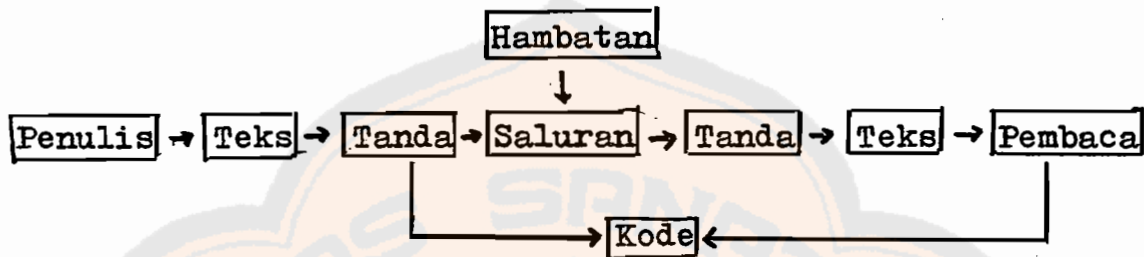 Hambatan
Penulis → Teks → Tanda → Saluran → Tanda → Teks → Pembaca
Kode